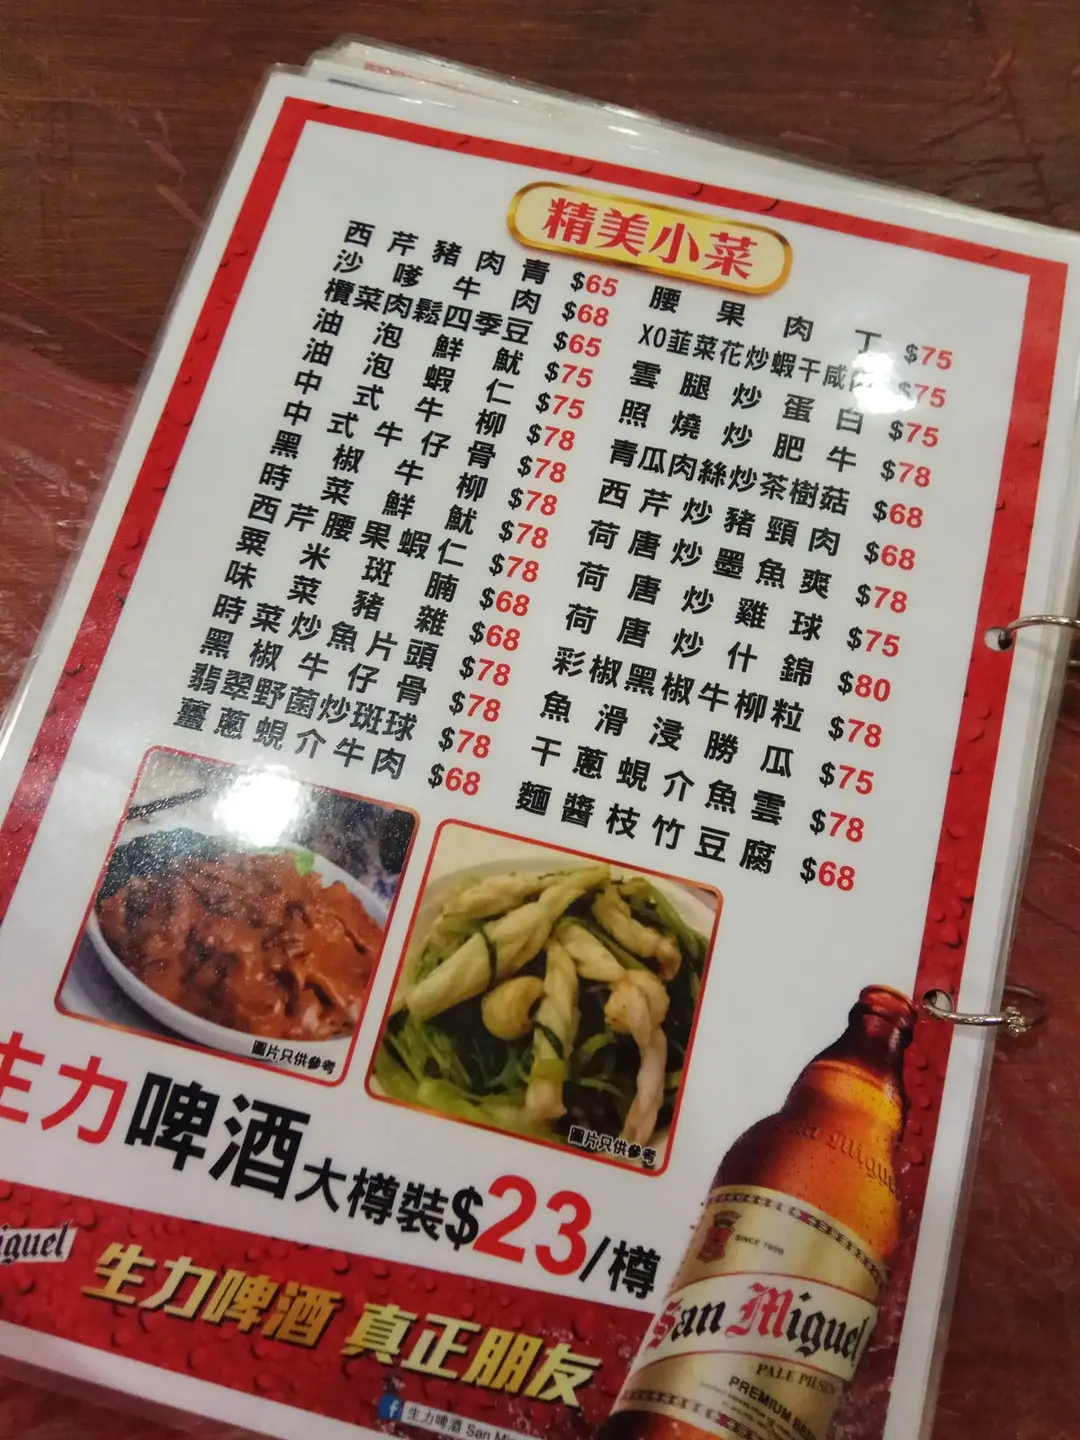 精美小菜
西芹豬肉青 $65
沙嗲牛肉 $68
欖菜肉鬆四季豆 $65
油泡鮮魷 $75
油泡蝦仁 $75
中式牛柳 $78
中式牛仔骨 $78
黑椒牛柳 $78
時菜鮮魷 $78
西芹腰果蝦仁 $78
粟米斑腩 $68
味菜豬雜 $68
時菜炒魚片頭 $78
黑椒牛仔骨 $78
翡翠野菌炒斑球 $78
薑蔥蜆介牛肉 $68
腰果肉丁 $75
XO韮菜花炒蝦干咸肉 $75
雲腿炒蛋白 $75
照燒炒肥牛 $78
青瓜肉絲炒茶樹菇 $68
西芹炒豬頸肉 $68
荷唐炒墨魚爽 $78
荷唐炒雞球 $75
荷唐炒什錦 $80
彩椒黑椒牛柳粒 $78
魚滑浸勝瓜 $75
干蔥蜆介魚雲 $78
麵醬枝竹豆腐 $68
圖片只供參考
圖片只供參考
生力啤酒大樽裝$23/樽
iguel
生力啤酒 真正朋友
生力啤酒 San Mi
SINCE 1890
San Miguel
PALE PILSEN
PREMIUM BE